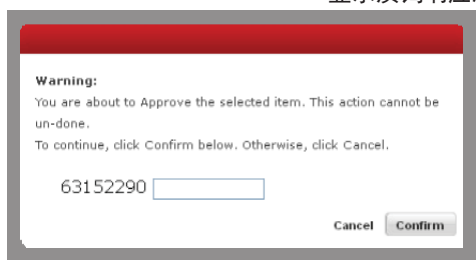 Warning:
You are about to Approve the selected item. This action cannot be
un-done.
To continue, click Confirm below. Otherwise, click Cancel.
63152290
Cancel Confirm